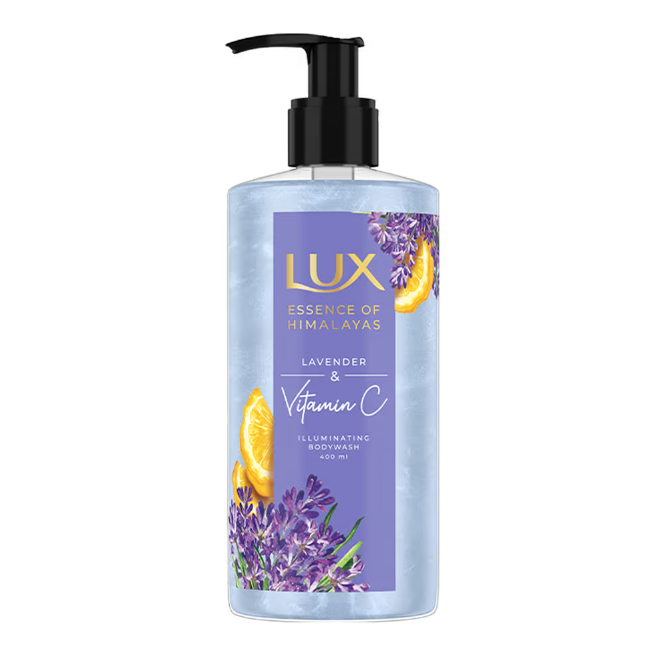 LUX
ESSENCE OF
HIMALAYAS
LAVENDER
&
Vitamin C
ILLUMINATING
BODYWASH
400 ml